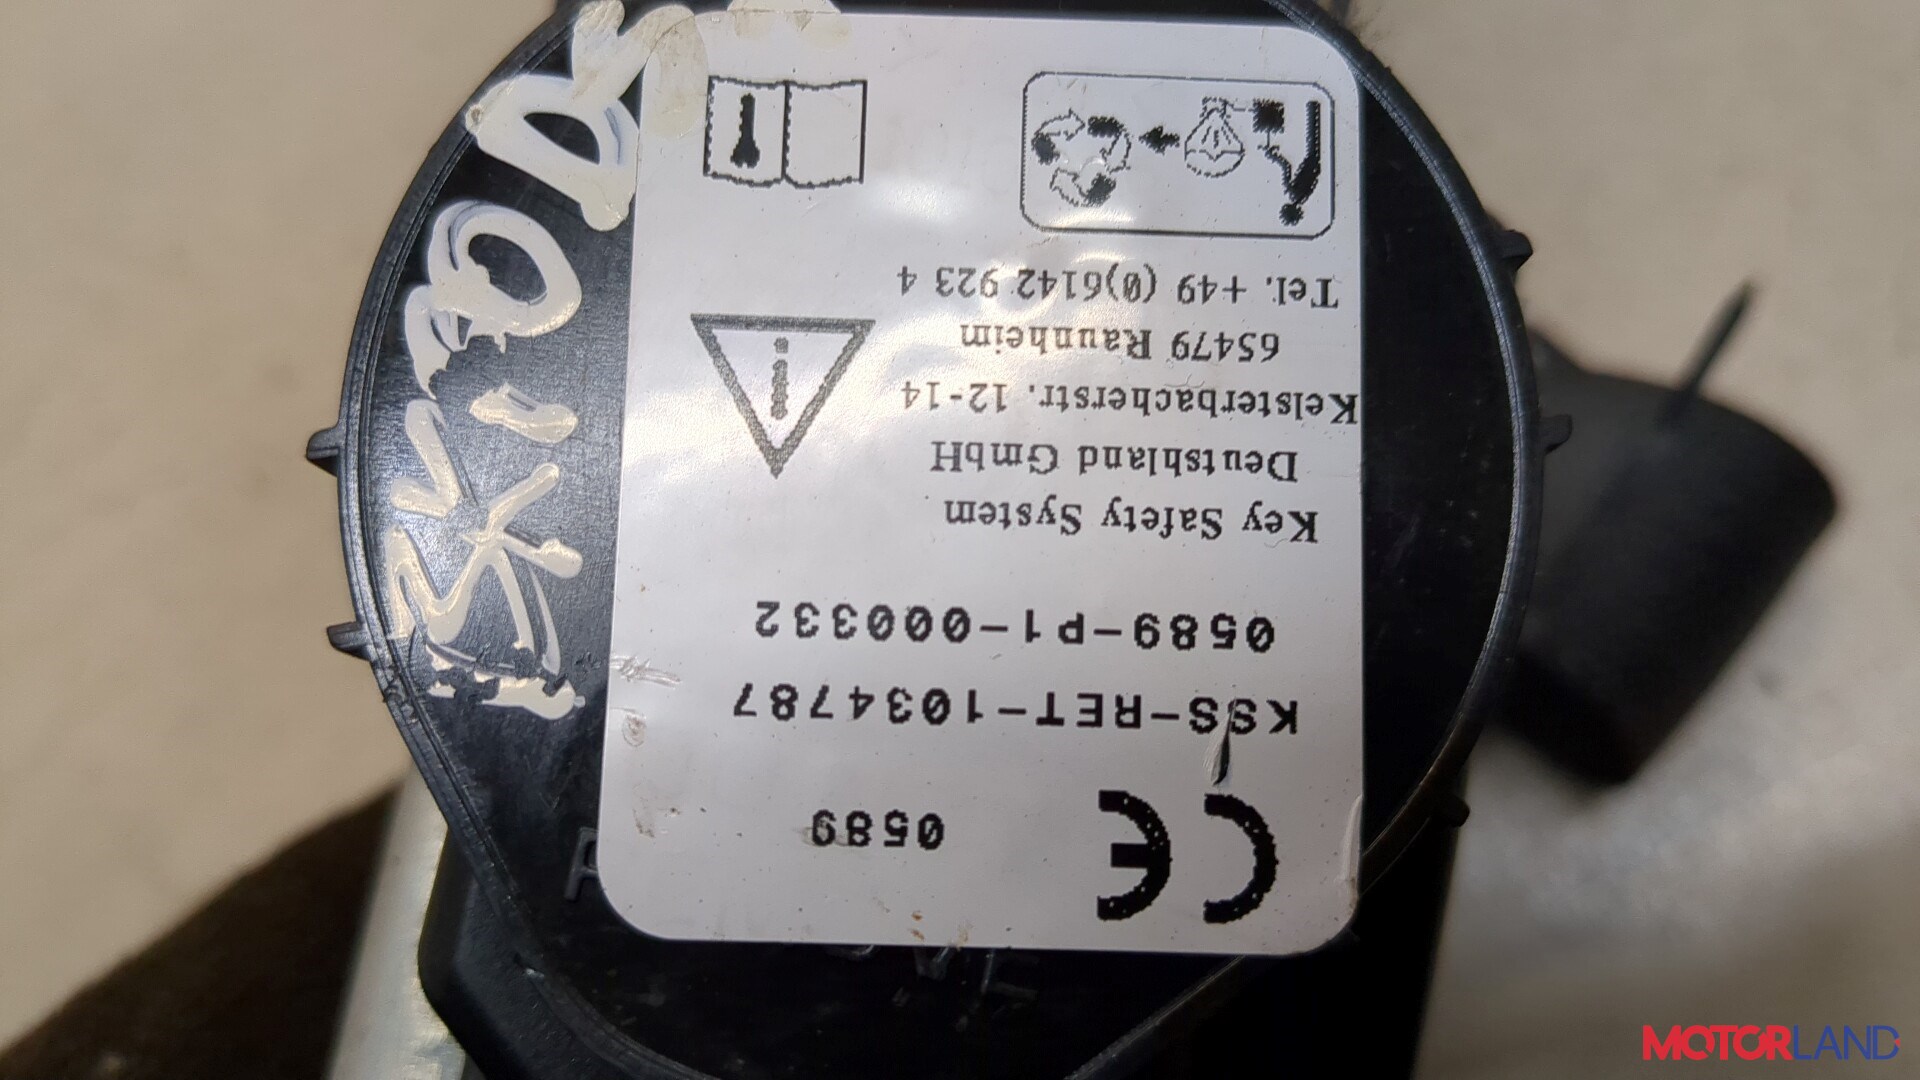 CE 0589
KSS-RET-1034787
0589-P1-000332
Key Safety System
Deutshland GmbH
Kelsterbacherstr. 12-14
65479 Raunheim
Tel. +49 (0)6142 923 4
i
MOTORLAND